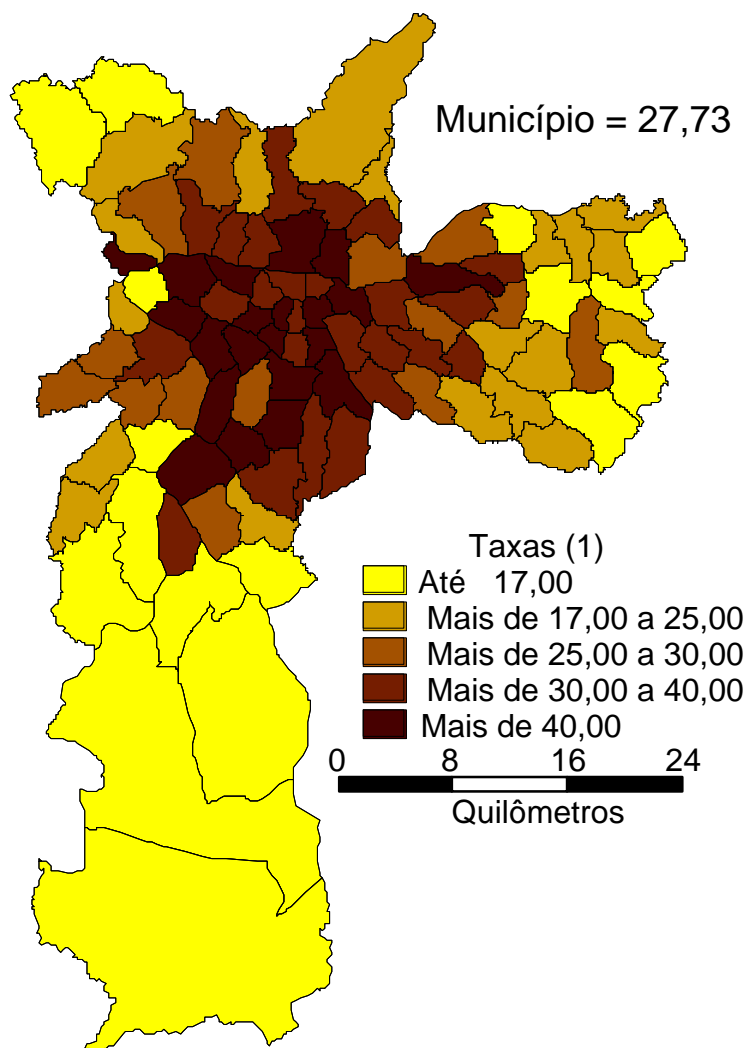 Município = 27,73
Taxas (1)
Até 17,00
Mais de 17,00 a 25,00
Mais de 25,00 a 30,00
Mais de 30,00 a 40,00
Mais de 40,00
0 8 16 24
Quilômetros